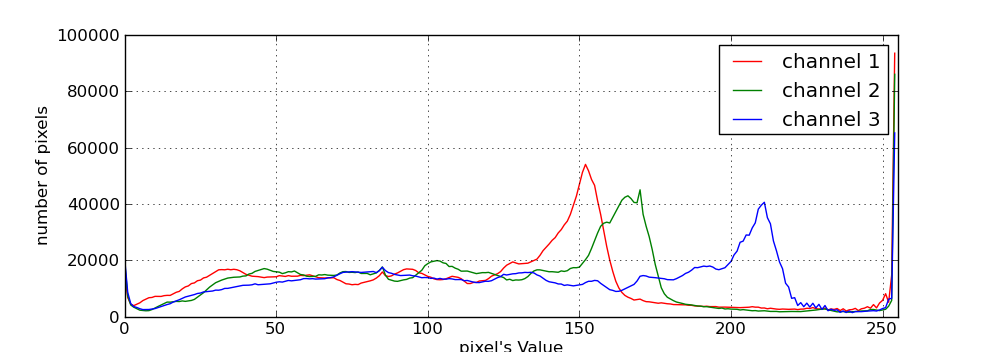 100000
80000
60000
40000
20000
0
number of pixels
channel 1
channel 2
channel 3
0
50
100
150
200
250
pixel's Value